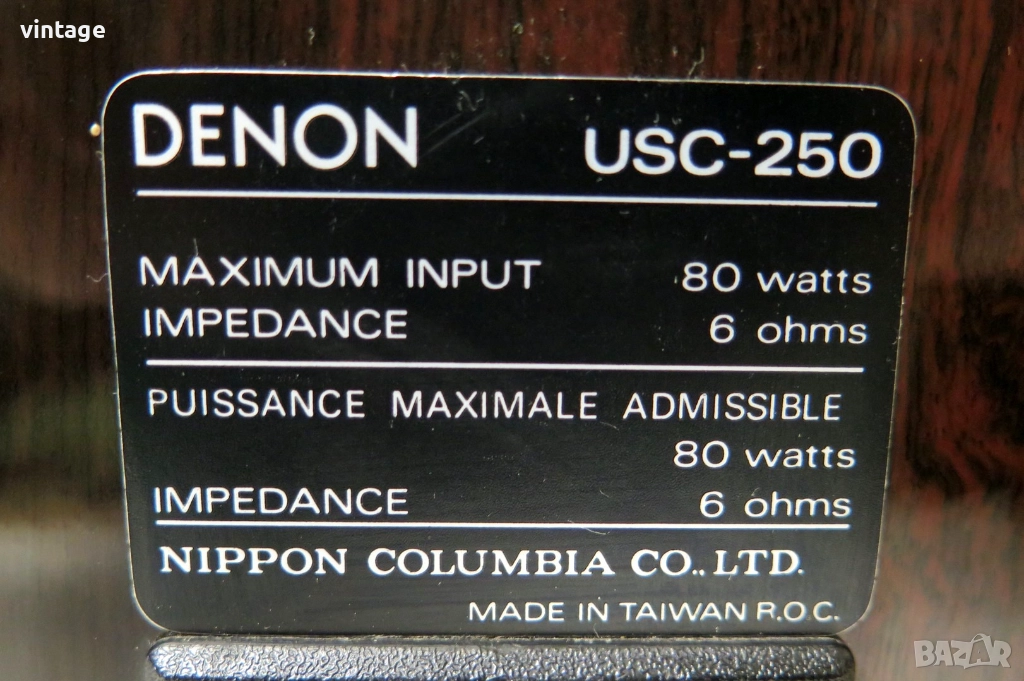 vintage
DENON USC-250
MAXIMUM INPUT 80 watts
IMPEDANCE 6 ohms
PUISSANCE MAXIMALE ADMISSIBLE
80 watts
IMPEDANCE 6 ohms
NIPPON COLUMBIA CO.,LTD.
MADE IN TAIWAN R.O.C.
BAZAR